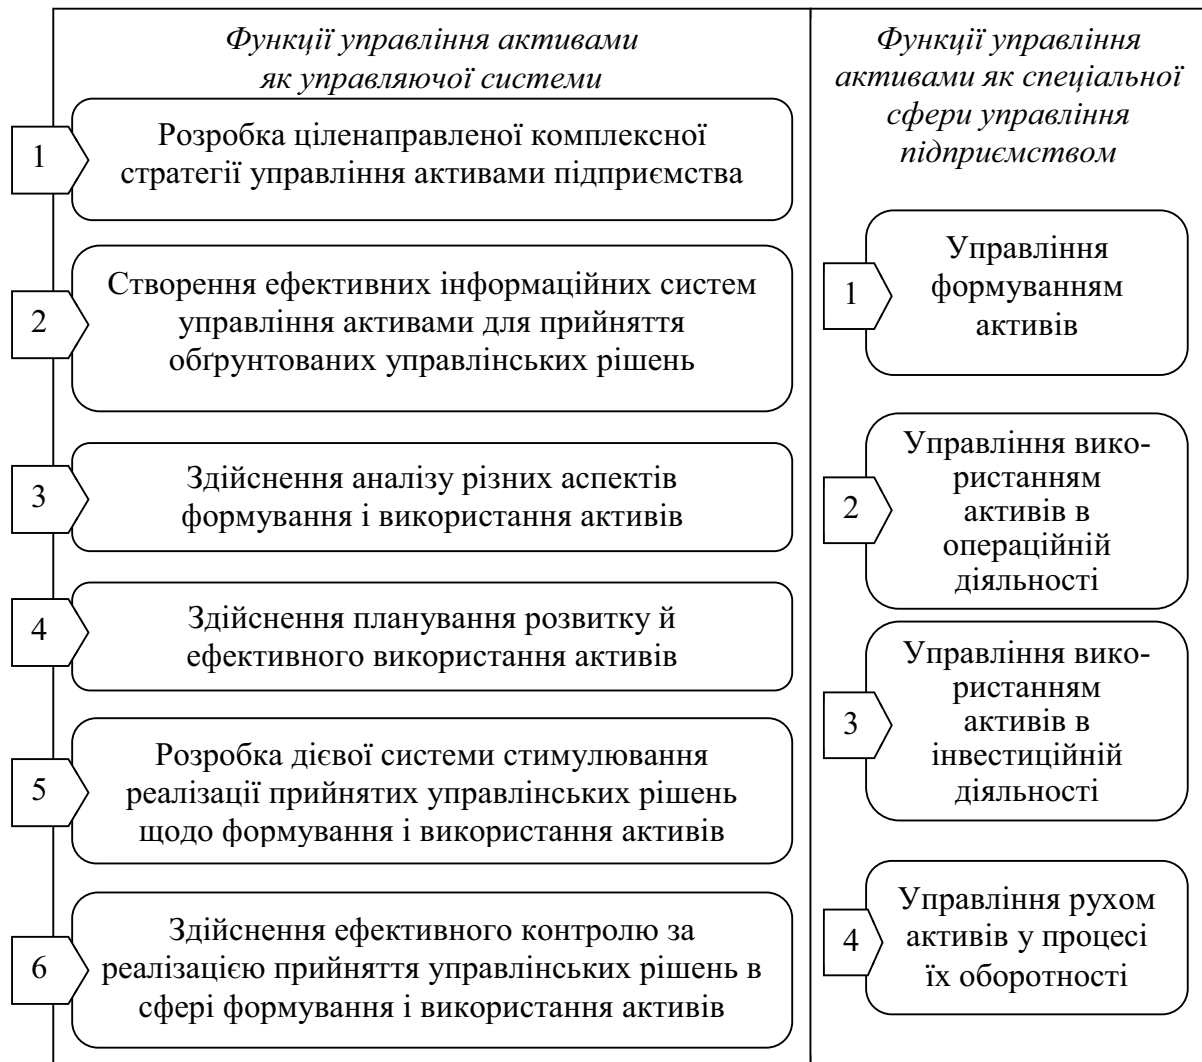 Функції управління активами
як управляючої системи
1
Розробка ціленаправленої комплексної
стратегії управління активами підприємства
2
Створення ефективних інформаційних систем
управління активами для прийняття
обґрунтованих управлінських рішень
3
Здійснення аналізу різних аспектів
формування і використання активів
4
Здійснення планування розвитку й
ефективного використання активів
5
Розробка дієвої системи стимулювання
реалізації прийнятих управлінських рішень
щодо формування і використання активів
6
Здійснення ефективного контролю за
реалізацією прийняття управлінських рішень в
сфері формування і використання активів
Функції управління
активами як спеціальної
сфери управління
підприємством
1
Управління
формуванням
активів
2
Управління вико-
ристанням
активів в
операційній
діяльності
3
Управління вико-
ристанням
активів в
інвестиційній
діяльності
4
Управління рухом
активів у процесі
їх оборотності